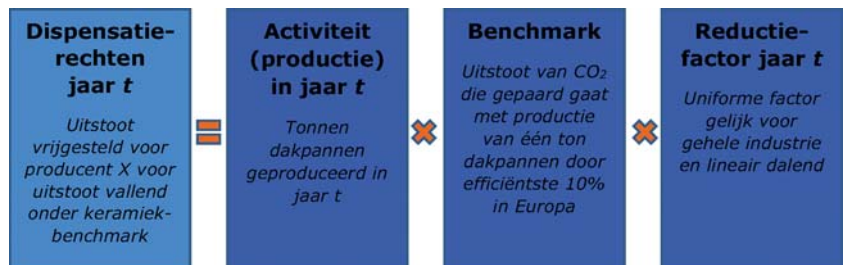 Dispensatie-
rechten
jaar t
Uitstoot
vrijgesteld voor
producent X voor
uitstoot vallend
onder keramiek-
benchmark
=
Activiteit
(productie)
in jaar t
Tonnen
dakpannen
geproduceerd in
jaar t
×
Benchmark
Uitstoot van CO₂
die gepaard gaat
met productie
van één ton
dakpannen door
efficiëntste 10%
in Europa
×
Reductie-
factor jaar t
Uniforme factor
gelijk voor
gehele industrie
en lineair dalend